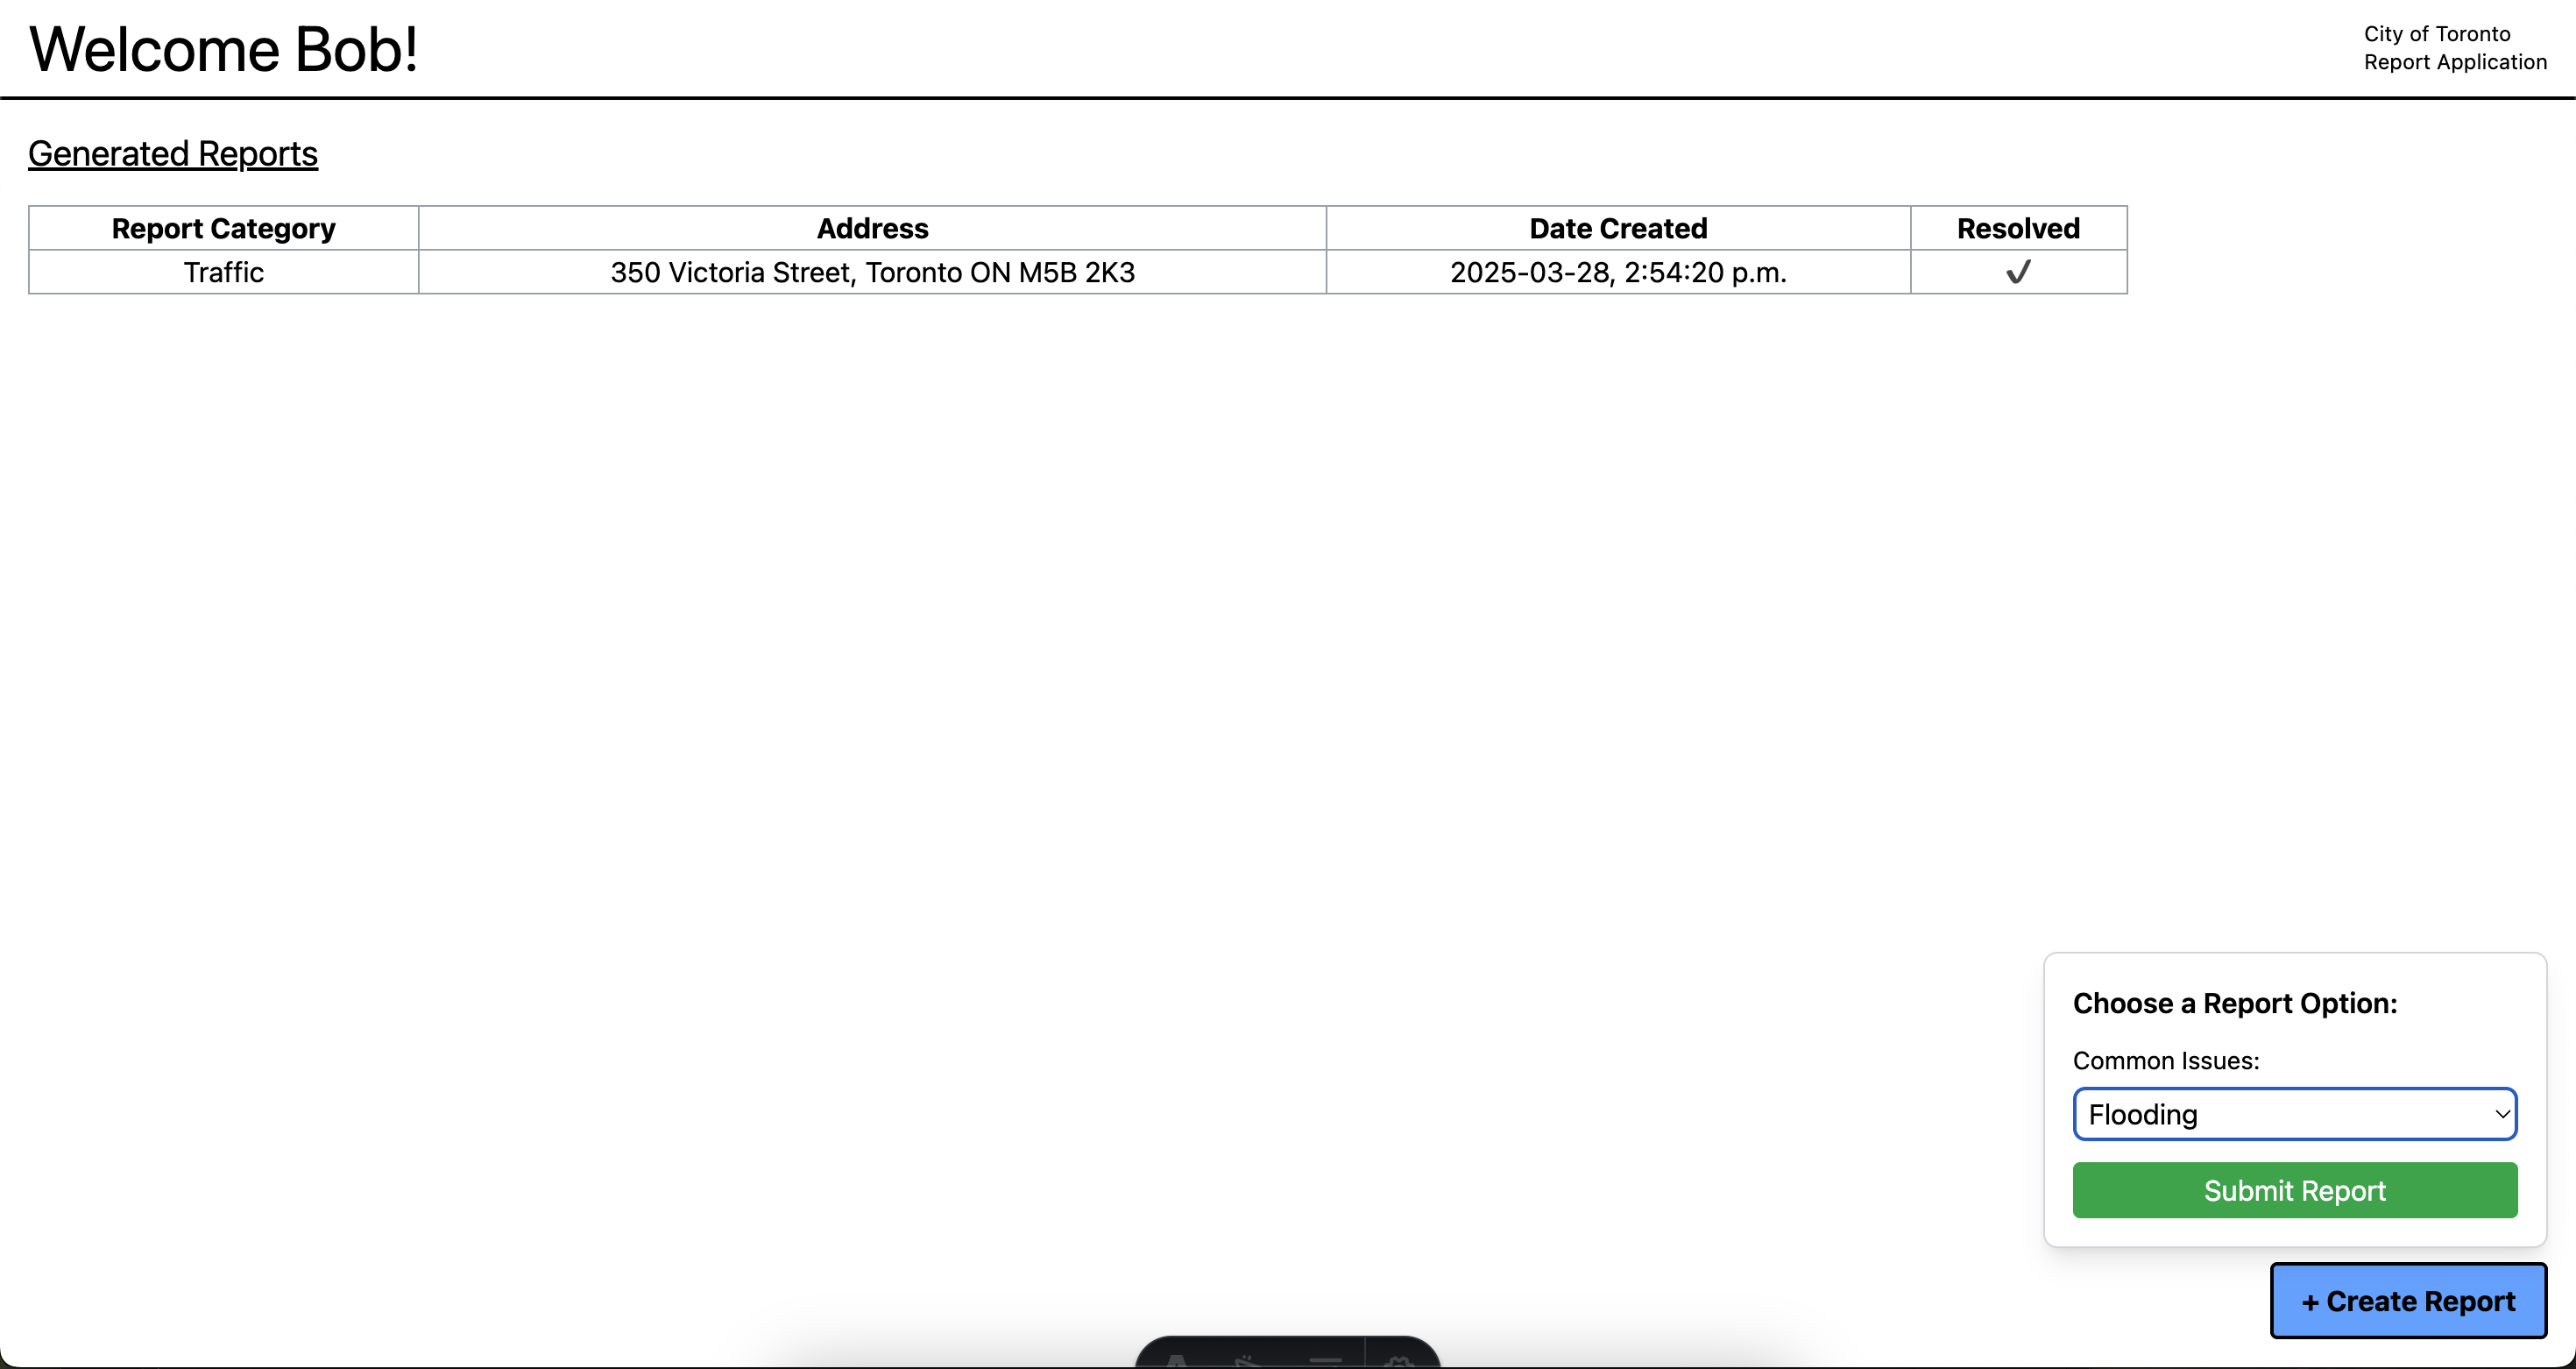 Welcome Bob!
City of Toronto
Report Application
Generated Reports
Report Category Address Date Created Resolved
Traffic 350 Victoria Street, Toronto ON M5B 2K3 2025-03-28, 2:54:20 p.m. ✔
Choose a Report Option:
Common Issues:
Flooding
Submit Report
+ Create Report